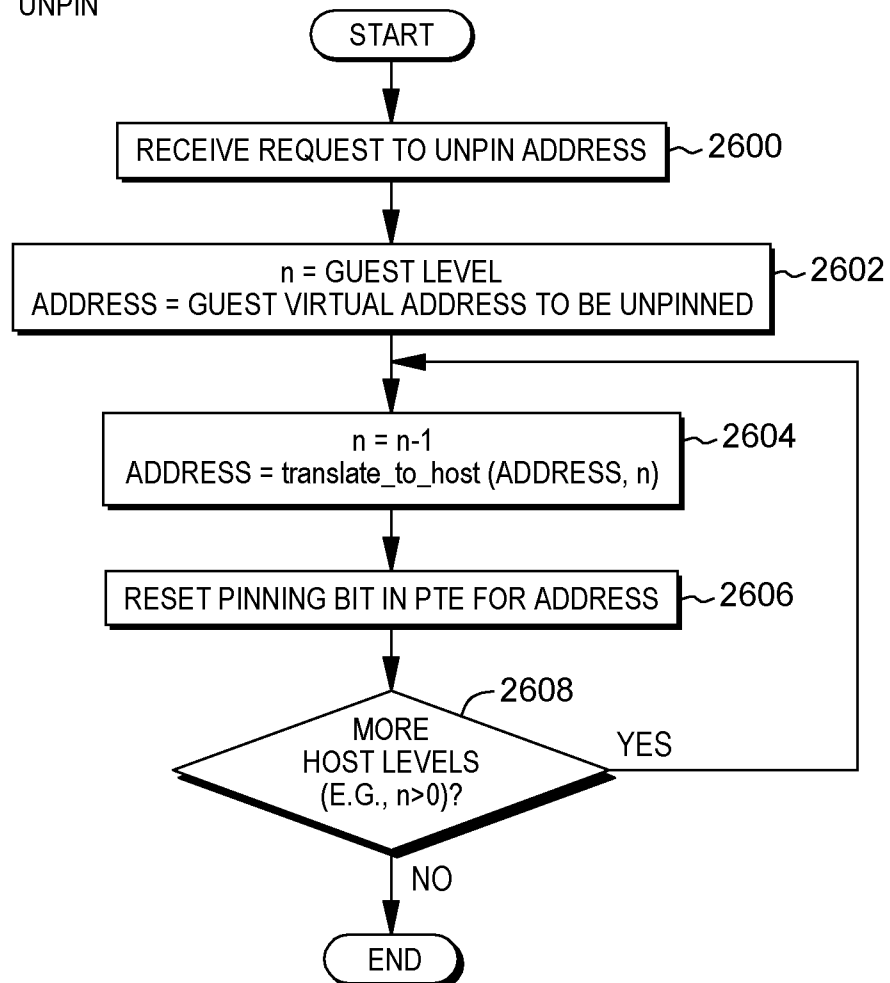 UNPIN
START
RECEIVE REQUEST TO UNPIN ADDRESS
2600
n = GUEST LEVEL
ADDRESS = GUEST VIRTUAL ADDRESS TO BE UNPINNED
2602
n = n-1
ADDRESS = translate_to_host (ADDRESS, n)
2604
RESET PINNING BIT IN PTE FOR ADDRESS
2606
2608
MORE
HOST LEVELS
(E.G., n>0)?
YES
NO
END